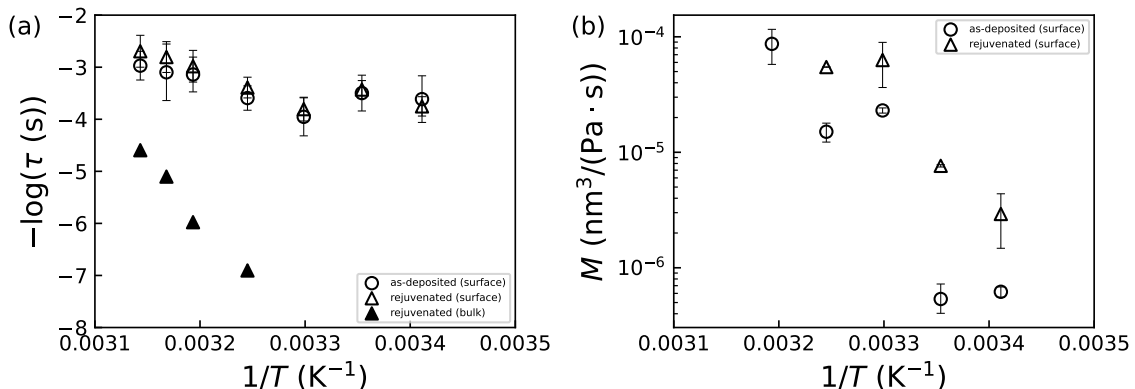 (a)
−log(τ (s))
−2
−3
−4
−5
−6
−7
−8
as-deposited (surface)
rejuvenated (surface)
rejuvenated (bulk)
0.0031 0.0032 0.0033 0.0034 0.0035
1/T (K⁻¹)
(b)
M (nm³/(Pa · s))
10⁻⁴
10⁻⁵
10⁻⁶
as-deposited (surface)
rejuvenated (surface)
0.0031 0.0032 0.0033 0.0034 0.0035
1/T (K⁻¹)